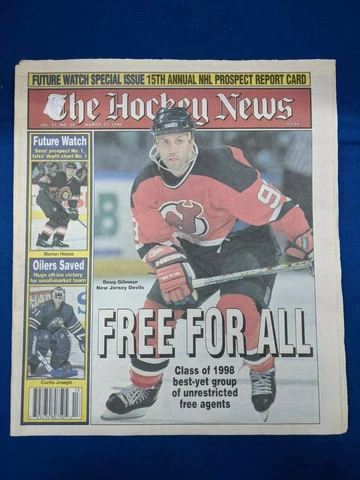 FUTURE WATCH SPECIAL ISSUE 15TH ANNUAL NHL PROSPECT REPORT CARD
The Hockey News
Future Watch
Sens' prospect No. 1,
Isles' depth chart No. 1
Marian Hossa
Oilers Saved
Huge off-ice victory
for small-market team
Curtis Joseph
Doug Gilmour
New Jersey Devils
FREE FOR ALL
Class of 1998
best-yet group
of unrestricted
free agents